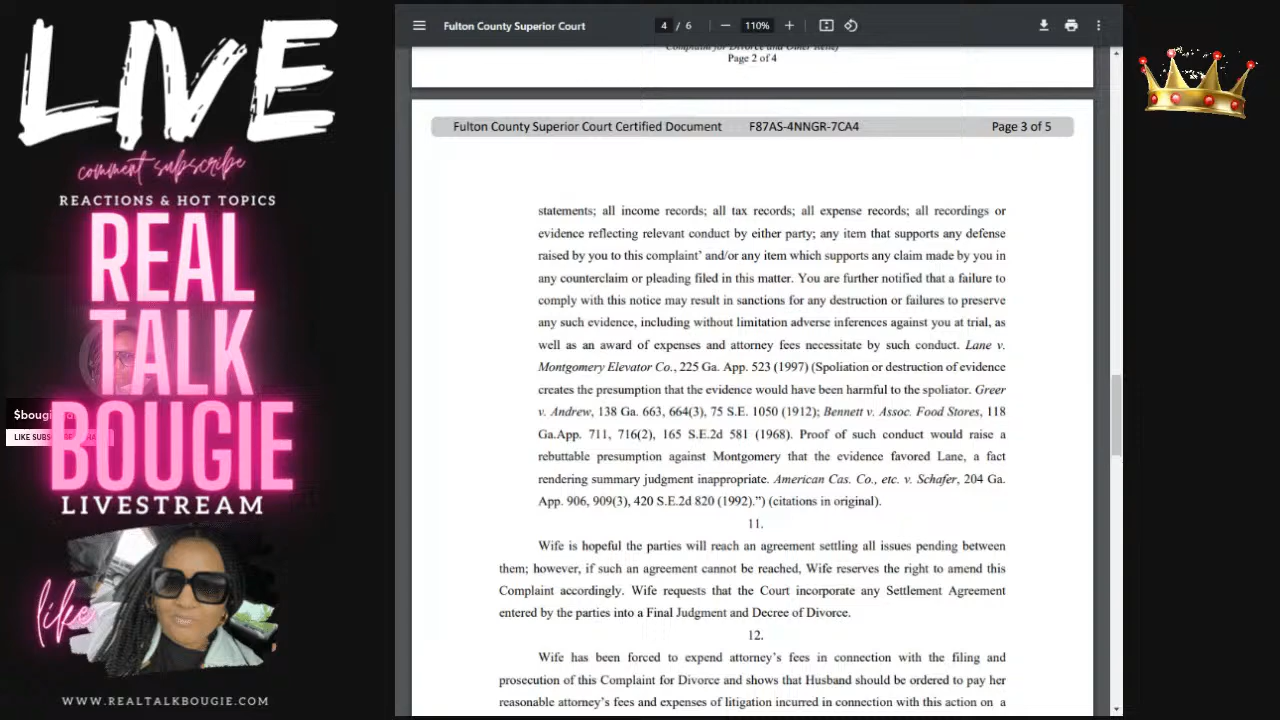 LIVE
comment subscribe
REACTIONS & HOT TOPICS
REAL
TALK
BOUGIE
LIVESTREAM
like
WWW.REALTALKBOUGIE.COM
Fulton County Superior Court
4 / 6
110%
Complaint for Divorce and Other Relief
Page 2 of 4
Fulton County Superior Court Certified Document F87AS-4NNGR-7CA4 Page 3 of 5
statements; all income records; all tax records; all expense records; all recordings or
evidence reflecting relevant conduct by either party; any item that supports any defense
raised by you to this complaint' and/or any item which supports any claim made by you in
any counterclaim or pleading filed in this matter. You are further notified that a failure to
comply with this notice may result in sanctions for any destruction or failures to preserve
any such evidence, including without limitation adverse inferences against you at trial, as
well as an award of expenses and attorney fees necessitate by such conduct. Lane v.
Montgomery Elevator Co., 225 Ga. App. 523 (1997) (Spoliation or destruction of evidence
creates the presumption that the evidence would have been harmful to the spoliator. Greer
v. Andrew, 138 Ga. 663, 664(3), 75 S.E. 1050 (1912); Bennett v. Assoc. Food Stores, 118
Ga.App. 711, 716(2), 165 S.E.2d 581 (1968). Proof of such conduct would raise a
rebuttable presumption against Montgomery that the evidence favored Lane, a fact
rendering summary judgment inappropriate. American Cas. Co., etc. v. Schafer, 204 Ga.
App. 906, 909(3), 420 S.E.2d 820 (1992).”) (citations in original).
11.
Wife is hopeful the parties will reach an agreement settling all issues pending between
them; however, if such an agreement cannot be reached, Wife reserves the right to amend this
Complaint accordingly. Wife requests that the Court incorporate any Settlement Agreement
entered by the parties into a Final Judgment and Decree of Divorce.
12.
Wife has been forced to expend attorney’s fees in connection with the filing and
prosecution of this Complaint for Divorce and shows that Husband should be ordered to pay her
reasonable attorney’s fees and expenses of litigation incurred in connection with this action on a